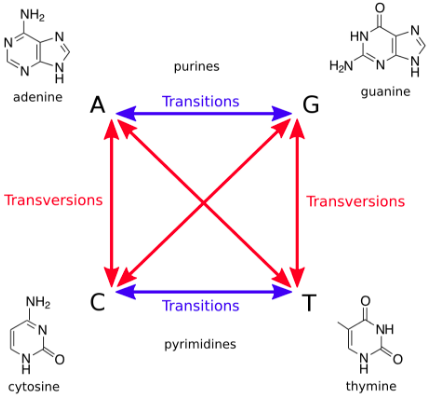 NH₂
N
N
N
N
H
adenine
purines
O
HN
N
H₂N
N
N
H
guanine
A
Transitions
G
Transversions
Transversions
C
Transitions
T
NH₂
N
N
H
O
cytosine
pyrimidines
O
NH
N
H
O
thymine